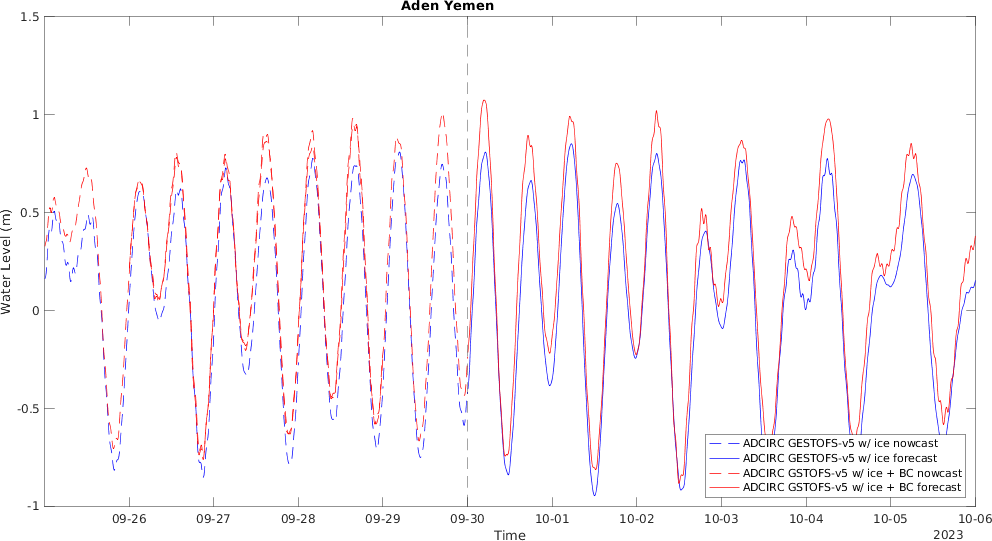 Aden Yemen
1.5
1
0.5
0
-0.5
-1
Water Level (m)
ADCIRC GESTOFS-v5 w/ ice nowcast
ADCIRC GESTOFS-v5 w/ ice forecast
ADCIRC GSTOFS-v5 w/ ice + BC nowcast
ADCIRC GSTOFS-v5 w/ ice + BC forecast
09-26 09-27 09-28 09-29 09-30 10-01 10-02 10-03 10-04 10-05 10-06
Time
2023